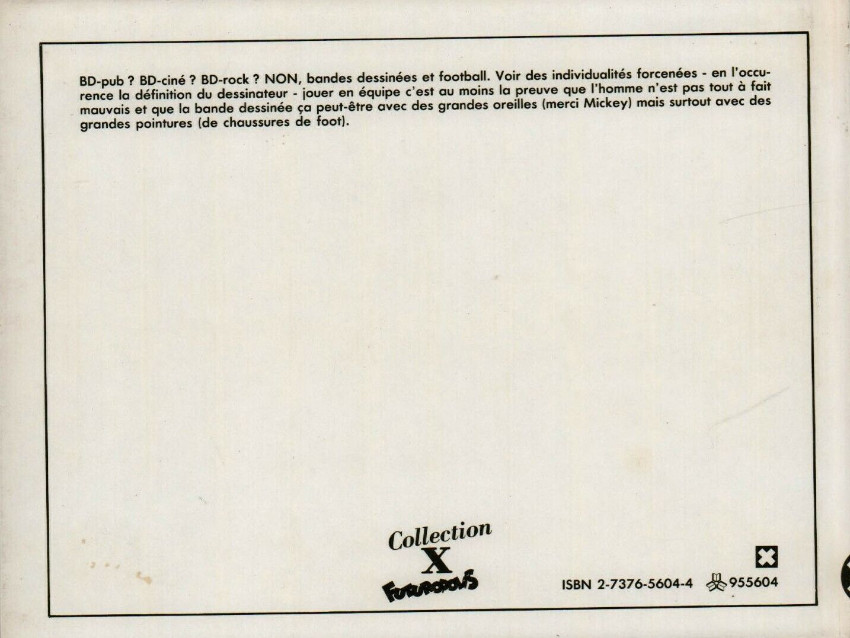 BD-pub ? BD-ciné ? BD-rock ? NON, bandes dessinées et football. Voir des individualités forcenées - en l'occu-
rence la définition du dessinateur - jouer en équipe c'est au moins la preuve que l'homme n'est pas tout à fait
mauvais et que la bande dessinée ça peut-être avec des grandes oreilles (merci Mickey) mais surtout avec des
grandes pointures (de chaussures de foot).
Collection
X
FUTUROPOLIS
ISBN 2-7376-5604-4 955604